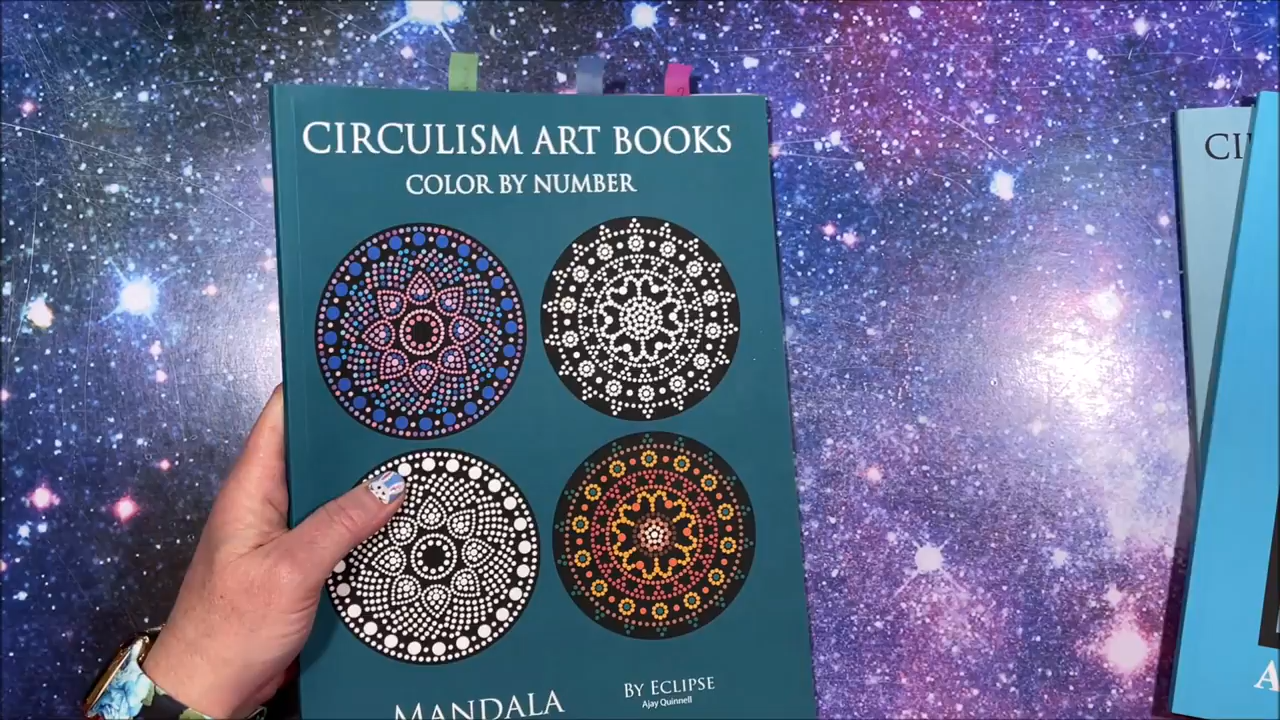 CIRCULISM ART BOOKS
COLOR BY NUMBER
MANDALA
BY ECLIPSE
Ajay Quinnell